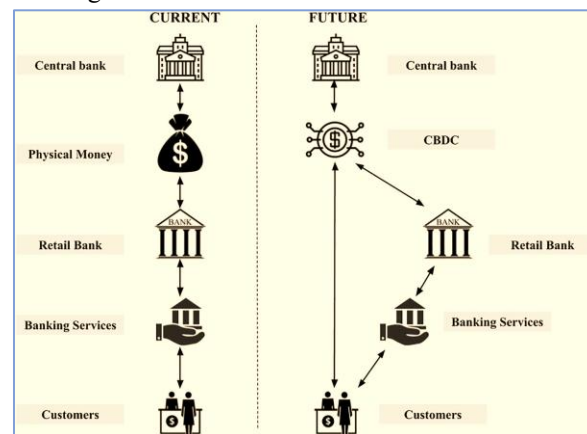 CURRENT
FUTURE
Central bank
Central bank
$
Physical Money
$
CBDC
BANK
Retail Bank
BANK
Retail Bank
Banking Services
Banking Services
Customers
$
$
Customers